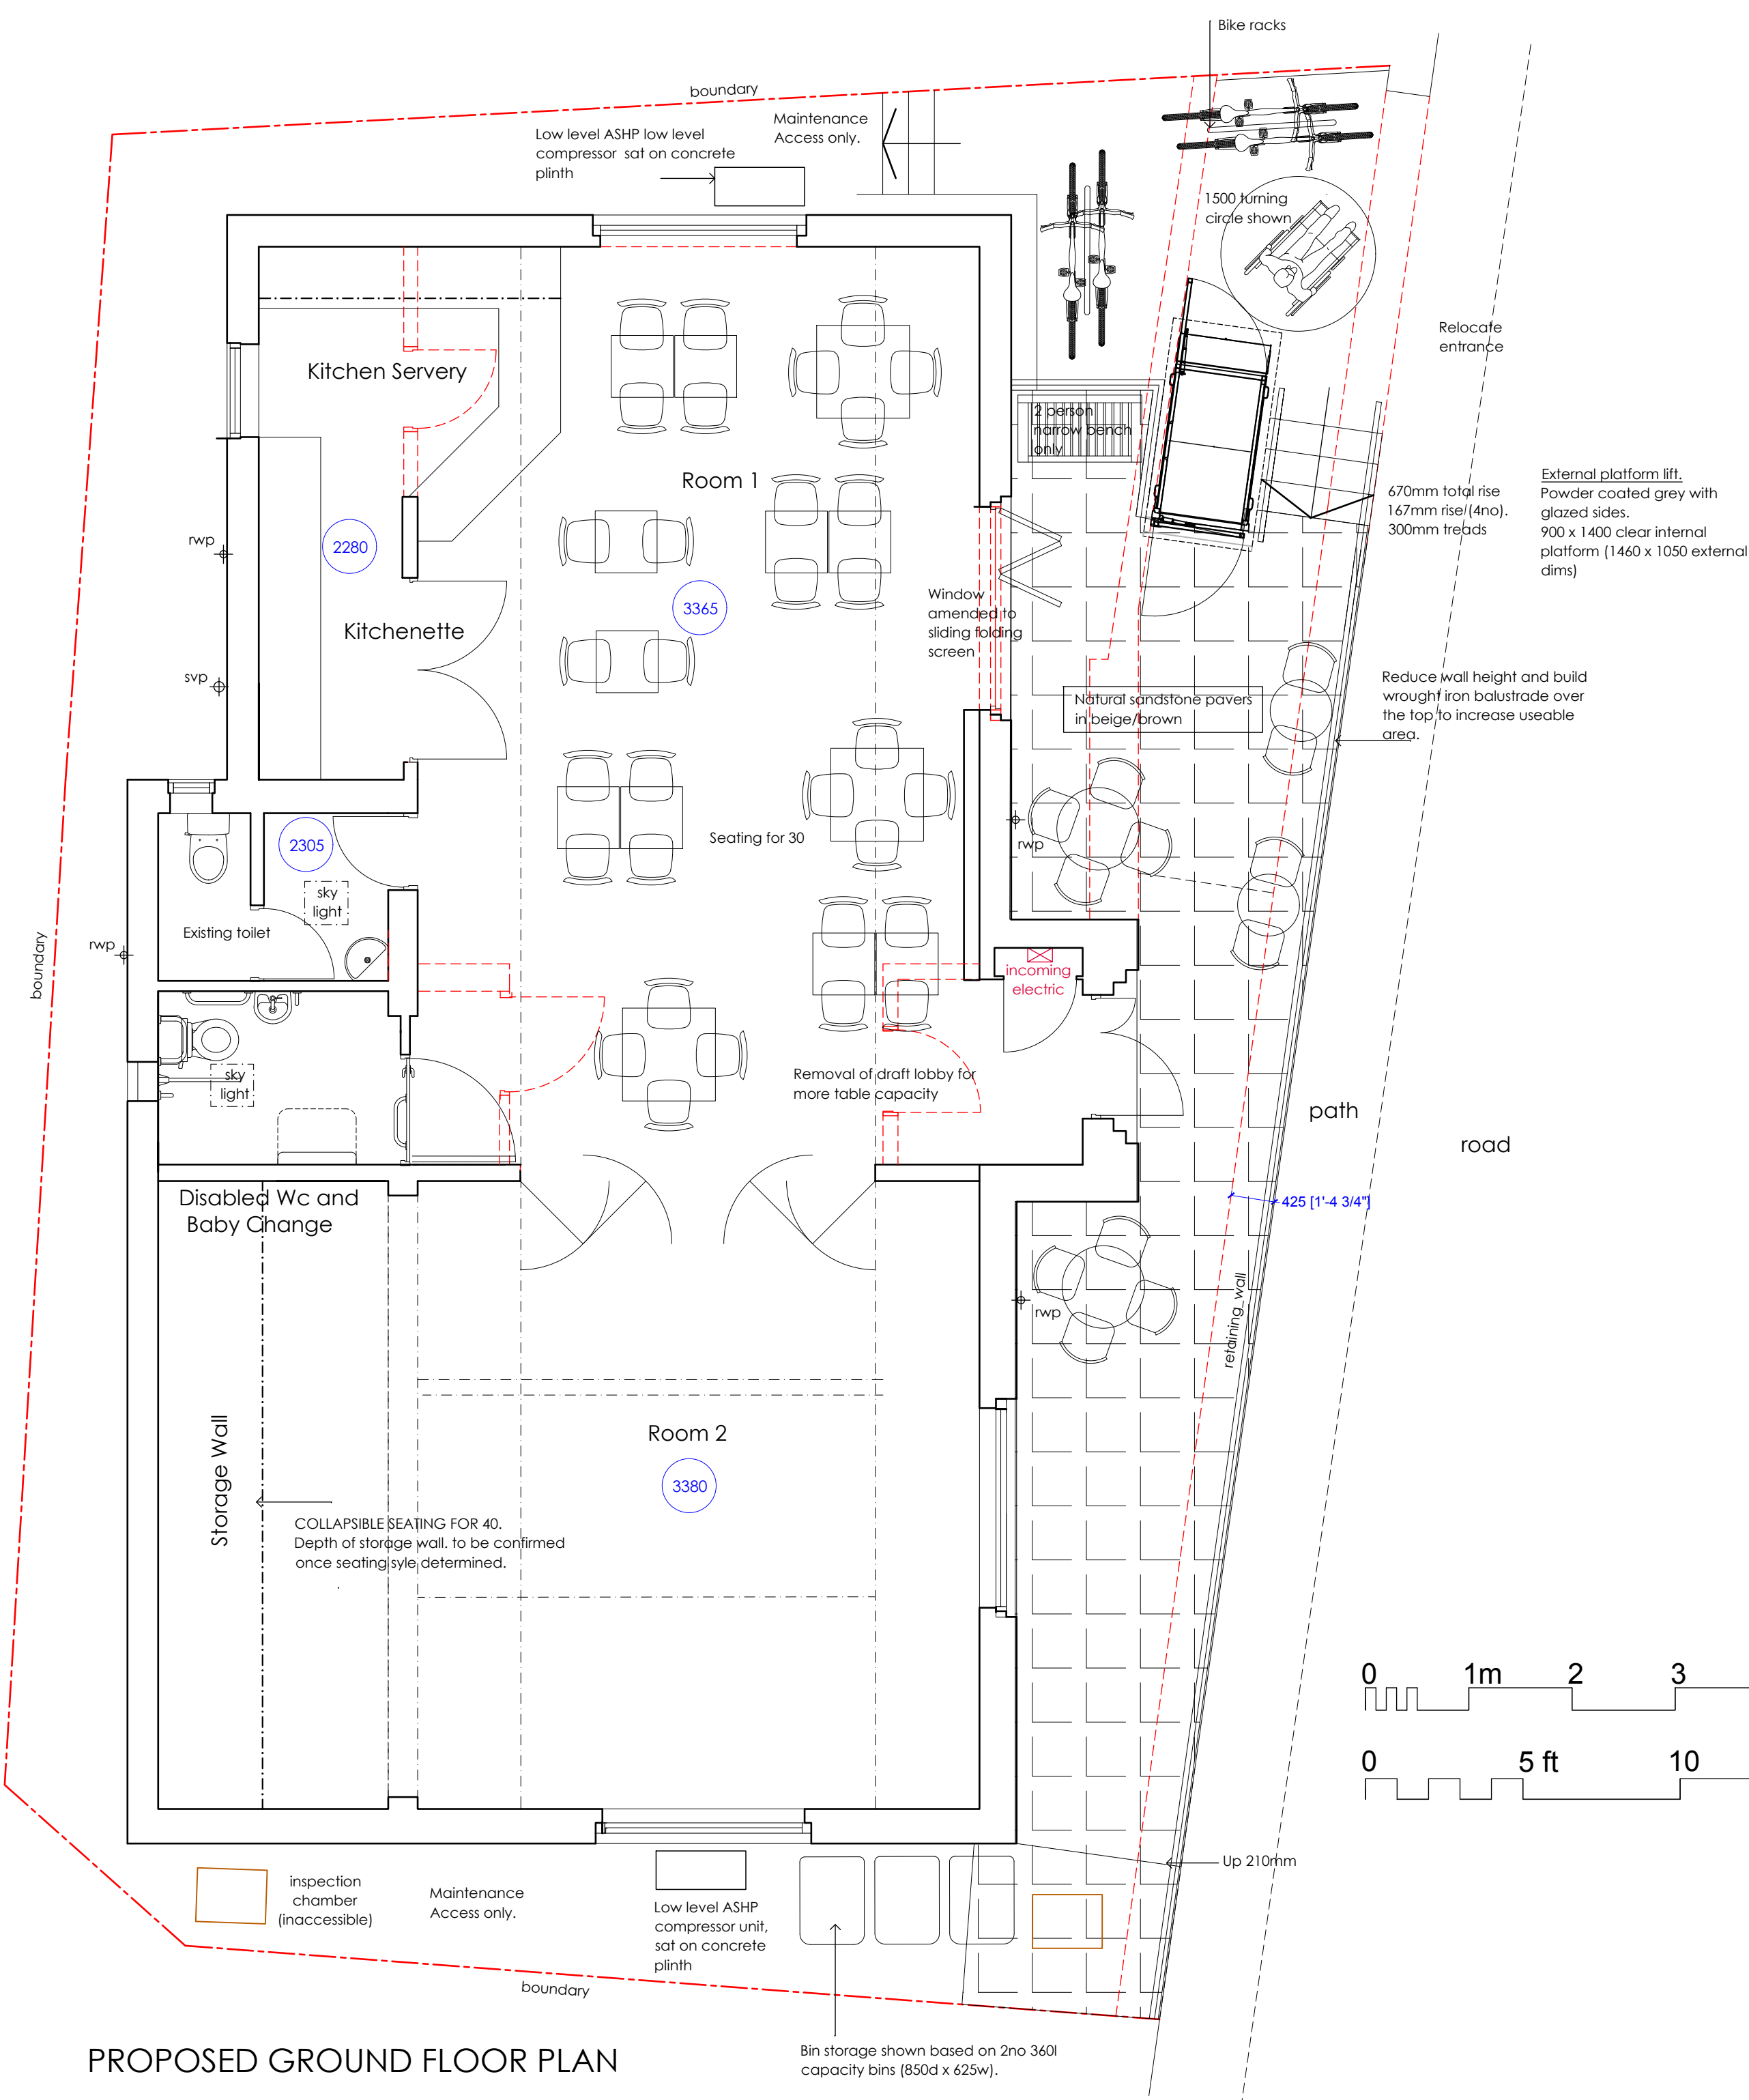 Bike racks
boundary
Low level ASHP low level
compressor sat on concrete
plinth
Maintenance
Access only.
1500 turning
circle shown
Relocate
entrance
Kitchen Servery
2 person
narrow bench
only
Room 1
External platform lift.
Powder coated grey with
glazed sides.
900 x 1400 clear internal
platform (1460 x 1050 external
dims)
670mm total rise
167mm rise (4no).
300mm treads
rwp
2280
3365
Window
amended to
sliding folding
screen
Kitchenette
svp
Natural sandstone pavers
in beige/brown
Reduce wall height and build
wrought iron balustrade over
the top to increase useable
area.
2305
Seating for 30
rwp
sky
light
Existing toilet
rwp
boundary
incoming
electric
sky
light
Removal of draft lobby for
more table capacity
path
road
Disabled Wc and
Baby Change
425 [1'-4 3/4"]
rwp
retaining wall
Room 2
3380
Storage Wall
COLLAPSIBLE SEATING FOR 40.
Depth of storage wall. to be confirmed
once seating syle determined.
.
0 1m 2 3
0 5 ft 10
Up 210mm
inspection
chamber
(inaccessible)
Maintenance
Access only.
Low level ASHP
compressor unit,
sat on concrete
plinth
boundary
Bin storage shown based on 2no 360l
capacity bins (850d x 625w).
PROPOSED GROUND FLOOR PLAN